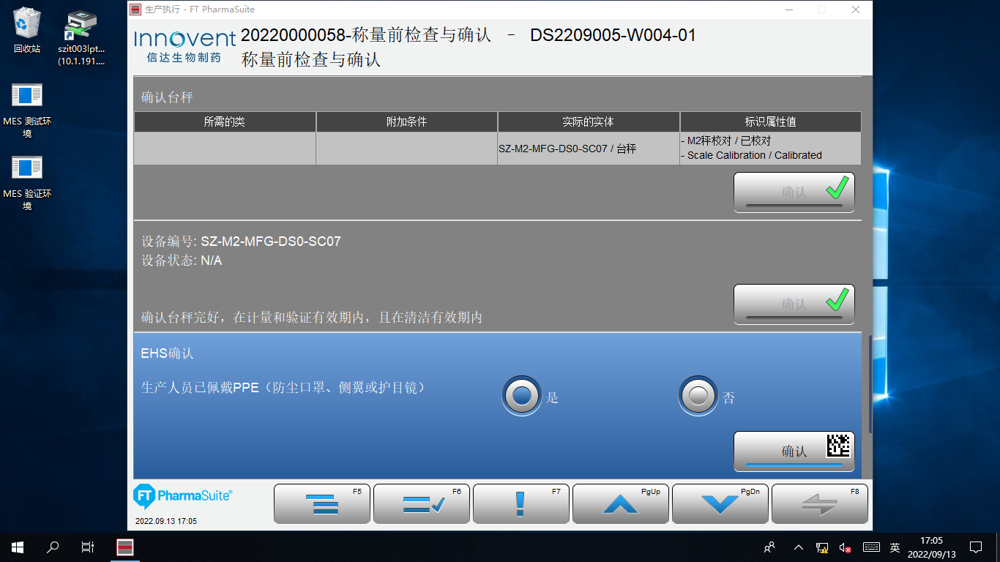 回收站
szit003lpt...
(10.1.191....
MES 测试环
境
MES 验证环
境
生产执行 - FT PharmaSuite
Innovent
信达生物制药
20220000058-称量前检查与确认 - DS2209005-W004-01
称量前检查与确认
确认台秤
所需的类 附加条件 实际的实体 标识属性值
SZ-M2-MFG-DS0-SC07 / 台秤
- M2秤校对 / 已校对
- Scale Calibration / Calibrated
确认
设备编号: SZ-M2-MFG-DS0-SC07
设备状态: N/A
确认
确认台秤完好，在计量和验证有效期内，且在清洁有效期内
EHS确认
生产人员已佩戴PPE（防尘口罩、侧翼或护目镜）
是
否
确认
FT PharmaSuite®
2022.09.13 17:05
F5
F6
F7
PgUp
PgDn
F8
英
17:05
2022/09/13